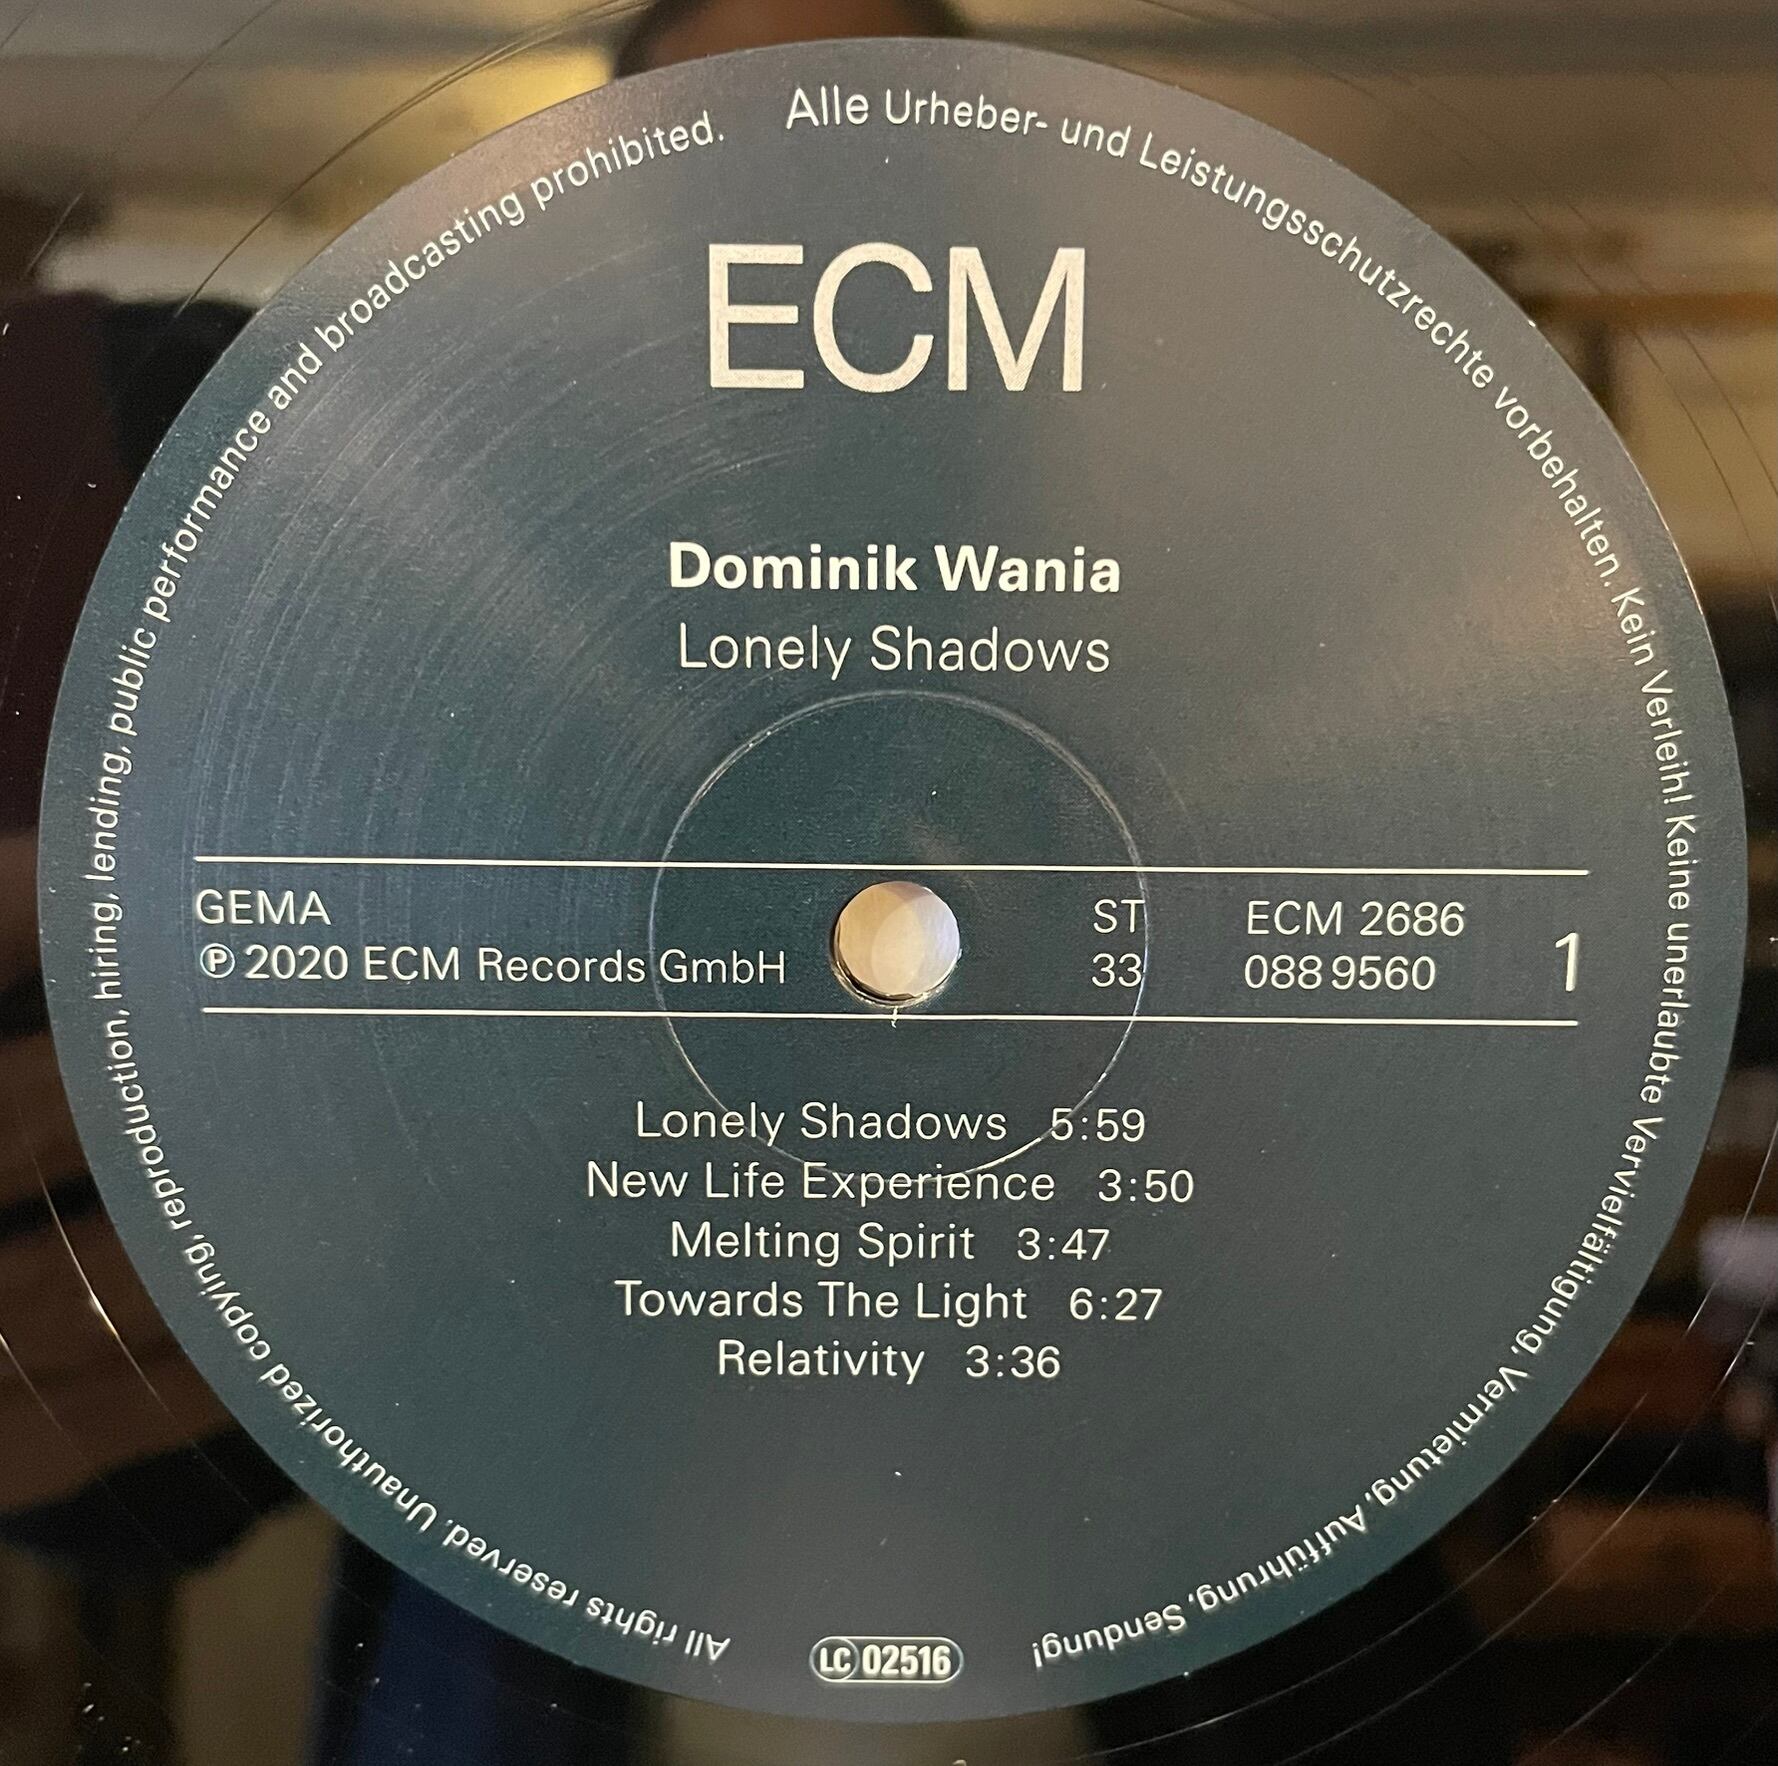 Alle Urheber- und Leistungsschutzrechte vorbehalten. Kein Verleih! Keine unerlaubte Vervielfältigung, Vermietung, Aufführung, Sendung!
ECM
Dominik Wania
Lonely Shadows
GEMA
℗ 2020 ECM Records GmbH
ST
33
ECM 2686
088 9560
1
Lonely Shadows 5:59
New Life Experience 3:50
Melting Spirit 3:47
Towards The Light 6:27
Relativity 3:36
LC 02516
All rights reserved. Unauthorized copying, reproduction, hiring, lending, public performance and broadcasting prohibited.